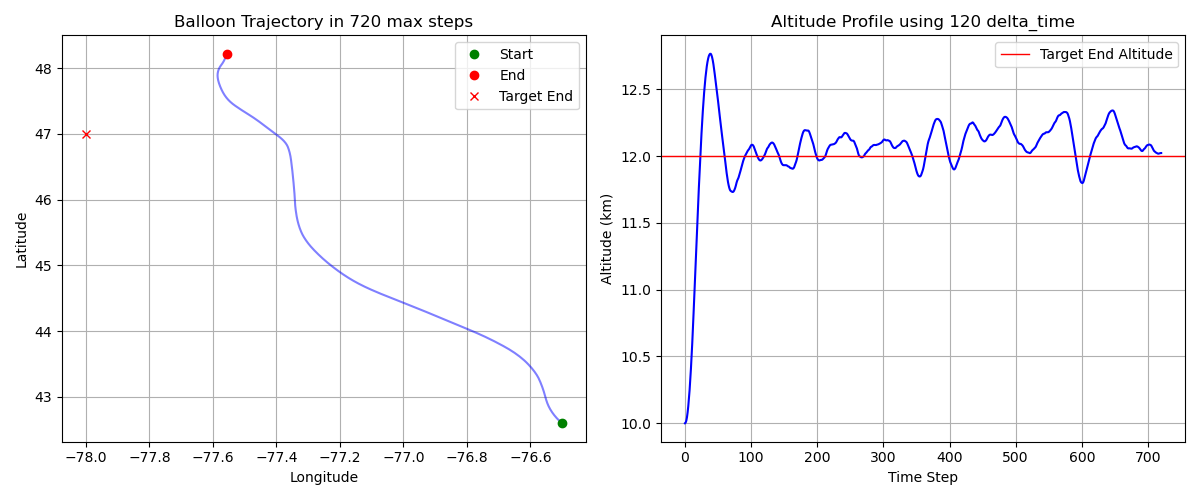 Balloon Trajectory in 720 max steps
Start
End
Target End
48
47
46
45
44
43
Latitude
−78.0 −77.8 −77.6 −77.4 −77.2 −77.0 −76.8 −76.6
Longitude
Altitude Profile using 120 delta_time
Target End Altitude
12.5
12.0
11.5
11.0
10.5
10.0
Altitude (km)
0 100 200 300 400 500 600 700
Time Step